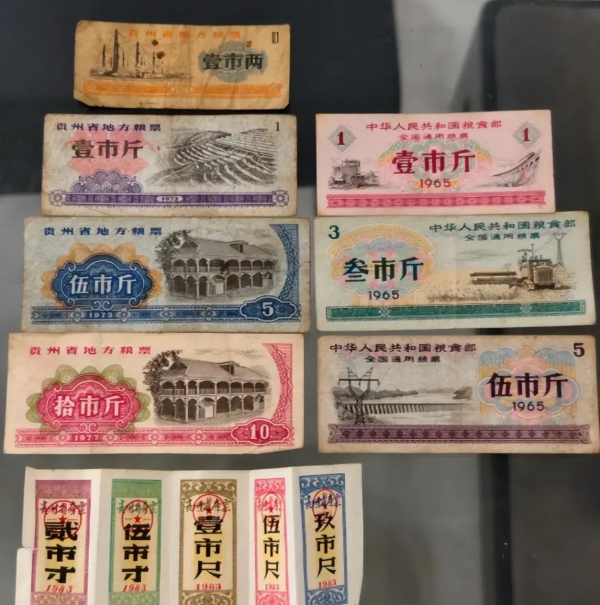 贵州省地方粮票
壹市两
贵州省地方粮票
1
壹市斤
1973
中华人民共和国粮食部
全国通用粮票
1
1
壹市斤
1965
贵州省地方粮票
伍市斤
1973
5
3
中华人民共和国粮食部
全国通用粮票
叁市斤
1965
贵州省地方粮票
拾市斤
1977
10
中华人民共和国粮食部
全国通用粮票
5
伍市斤
1965
贰市寸
1983
伍市寸
1983
壹市尺
1983
伍市尺
1983
玖市尺
1983